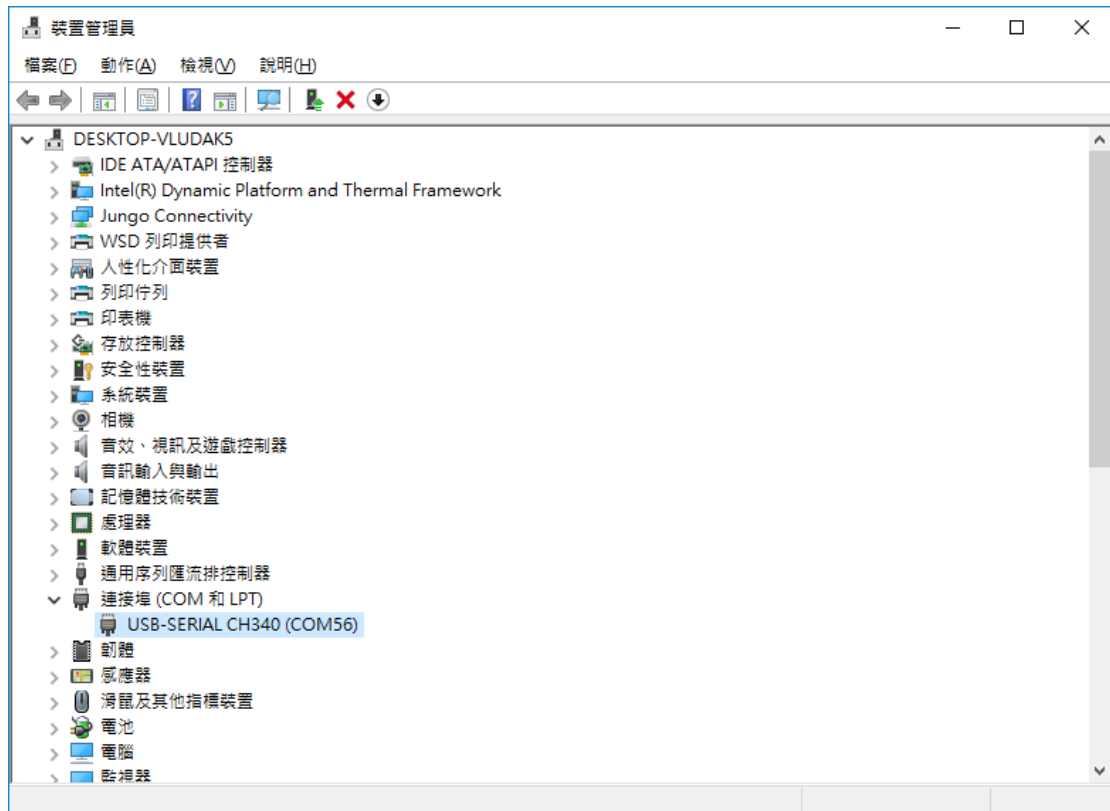 裝置管理員
檔案(F) 動作(A) 檢視(V) 說明(H)
DESKTOP-VLUDAK5
IDE ATA/ATAPI 控制器
Intel(R) Dynamic Platform and Thermal Framework
Jungo Connectivity
WSD 列印提供者
人性化介面裝置
列印佇列
印表機
存放控制器
安全性裝置
系統裝置
相機
音效、視訊及遊戲控制器
音訊輸入與輸出
記憶體技術裝置
處理器
軟體裝置
通用序列匯流排控制器
連接埠 (COM 和 LPT)
USB-SERIAL CH340 (COM56)
韌體
感應器
滑鼠及其他指標裝置
電池
電腦
監視器